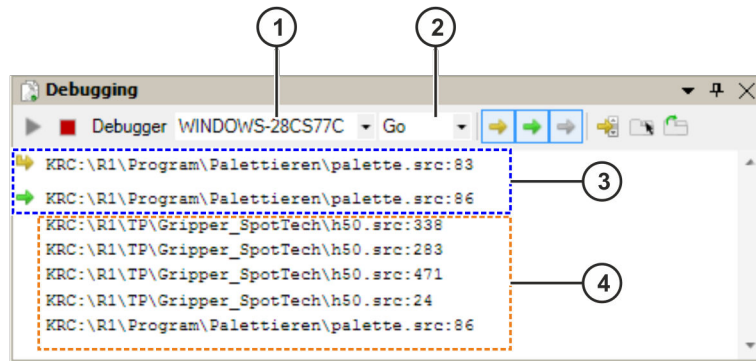 1 2
Debugging
Debugger WINDOWS-28CS77C Go
KRC:\R1\Program\Palettieren\palette.src:83
3
KRC:\R1\Program\Palettieren\palette.src:86
KRC:\R1\TP\Gripper_SpotTech\h50.src:338
KRC:\R1\TP\Gripper_SpotTech\h50.src:283
KRC:\R1\TP\Gripper_SpotTech\h50.src:471
4
KRC:\R1\TP\Gripper_SpotTech\h50.src:24
KRC:\R1\Program\Palettieren\palette.src:86